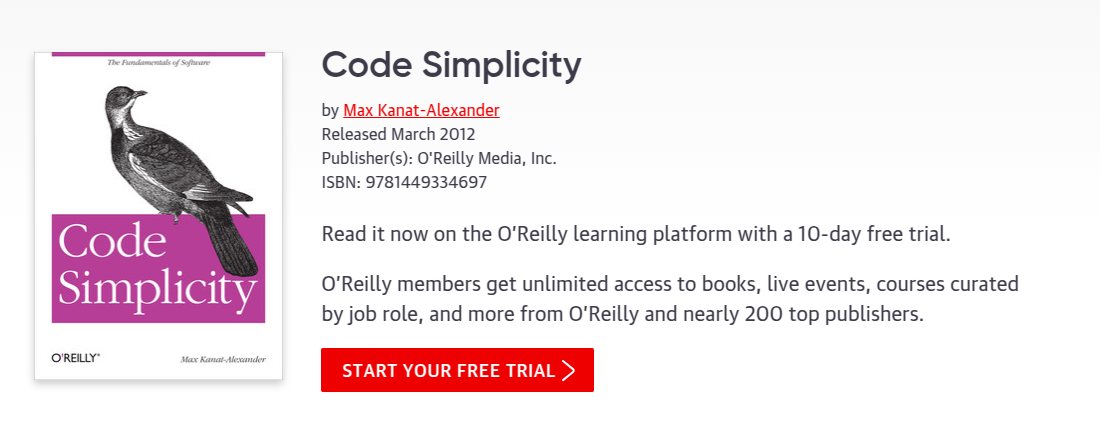 The Fundamentals of Software
Code
Simplicity
O'REILLY®
Max Kanat-Alexander
Code Simplicity
by Max Kanat-Alexander
Released March 2012
Publisher(s): O'Reilly Media, Inc.
ISBN: 9781449334697
Read it now on the O’Reilly learning platform with a 10-day free trial.
O’Reilly members get unlimited access to books, live events, courses curated
by job role, and more from O’Reilly and nearly 200 top publishers.
START YOUR FREE TRIAL